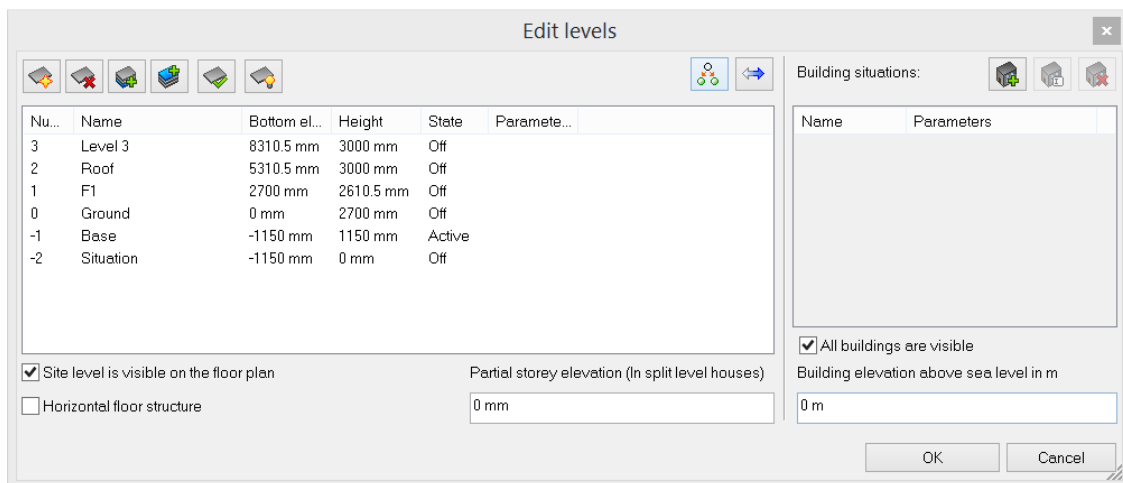 Edit levels
Building situations:
Nu... Name Bottom el... Height State Paramete...
3 Level 3 8310.5 mm 3000 mm Off
2 Roof 5310.5 mm 3000 mm Off
1 F1 2700 mm 2610.5 mm Off
0 Ground 0 mm 2700 mm Off
-1 Base -1150 mm 1150 mm Active
-2 Situation -1150 mm 0 mm Off
Name Parameters
All buildings are visible
Site level is visible on the floor plan
Partial storey elevation (In split level houses)
Building elevation above sea level in m
Horizontal floor structure
0 mm
0 m
OK
Cancel